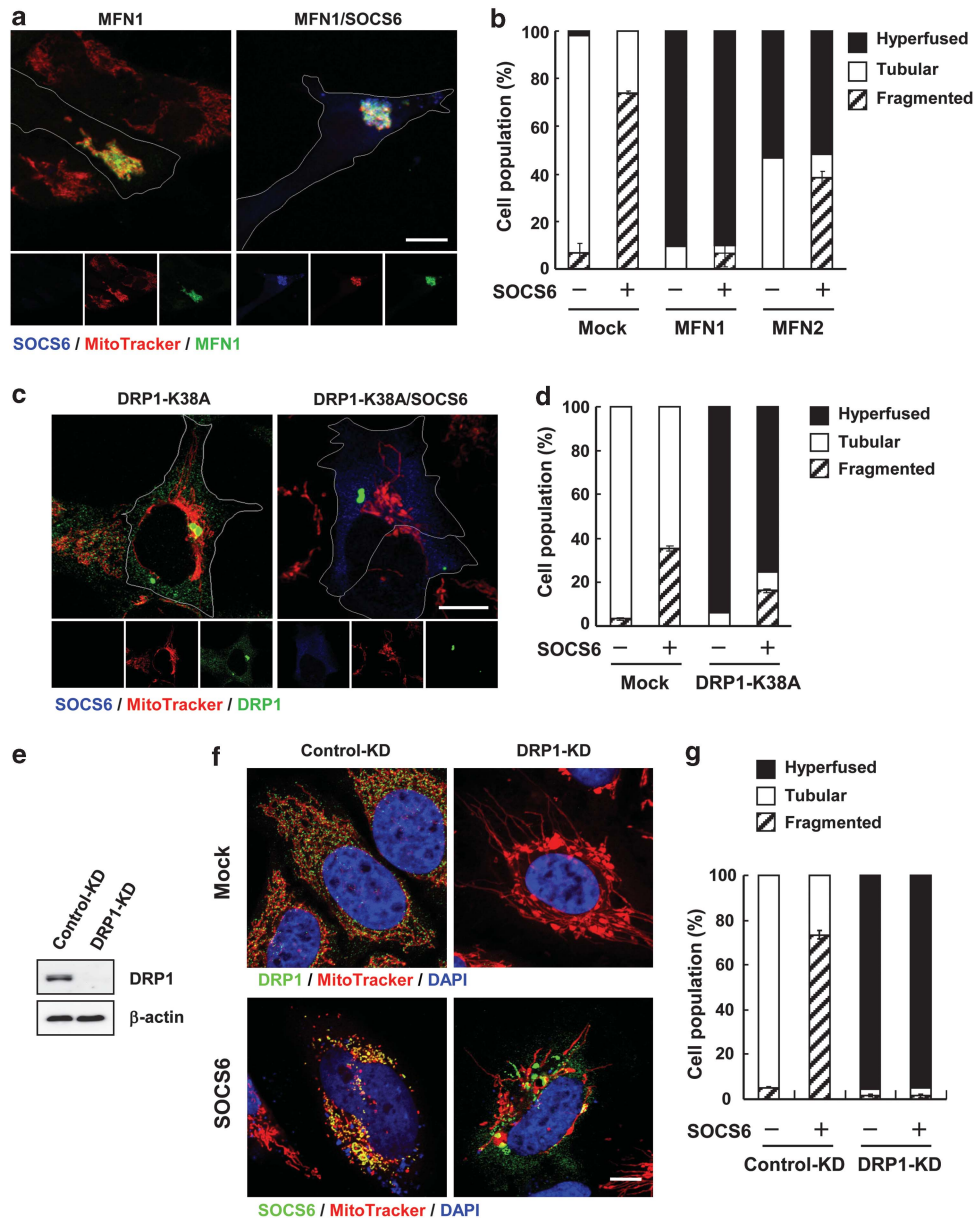 a
MFN1
MFN1/SOCS6
SOCS6 / MitoTracker / MFN1
b
Hyperfused
Tubular
Fragmented
Cell population (%)
100
80
60
40
20
0
SOCS6 − + − + − +
Mock MFN1 MFN2
c
DRP1-K38A
DRP1-K38A/SOCS6
SOCS6 / MitoTracker / DRP1
d
Hyperfused
Tubular
Fragmented
Cell population (%)
100
80
60
40
20
0
SOCS6 − + − +
Mock DRP1-K38A
e
Control-KD
DRP1-KD
DRP1
β-actin
f
Control-KD
DRP1-KD
Mock
DRP1 / MitoTracker / DAPI
SOCS6
SOCS6 / MitoTracker / DAPI
g
Hyperfused
Tubular
Fragmented
Cell population (%)
100
80
60
40
20
0
SOCS6 − + − +
Control-KD DRP1-KD